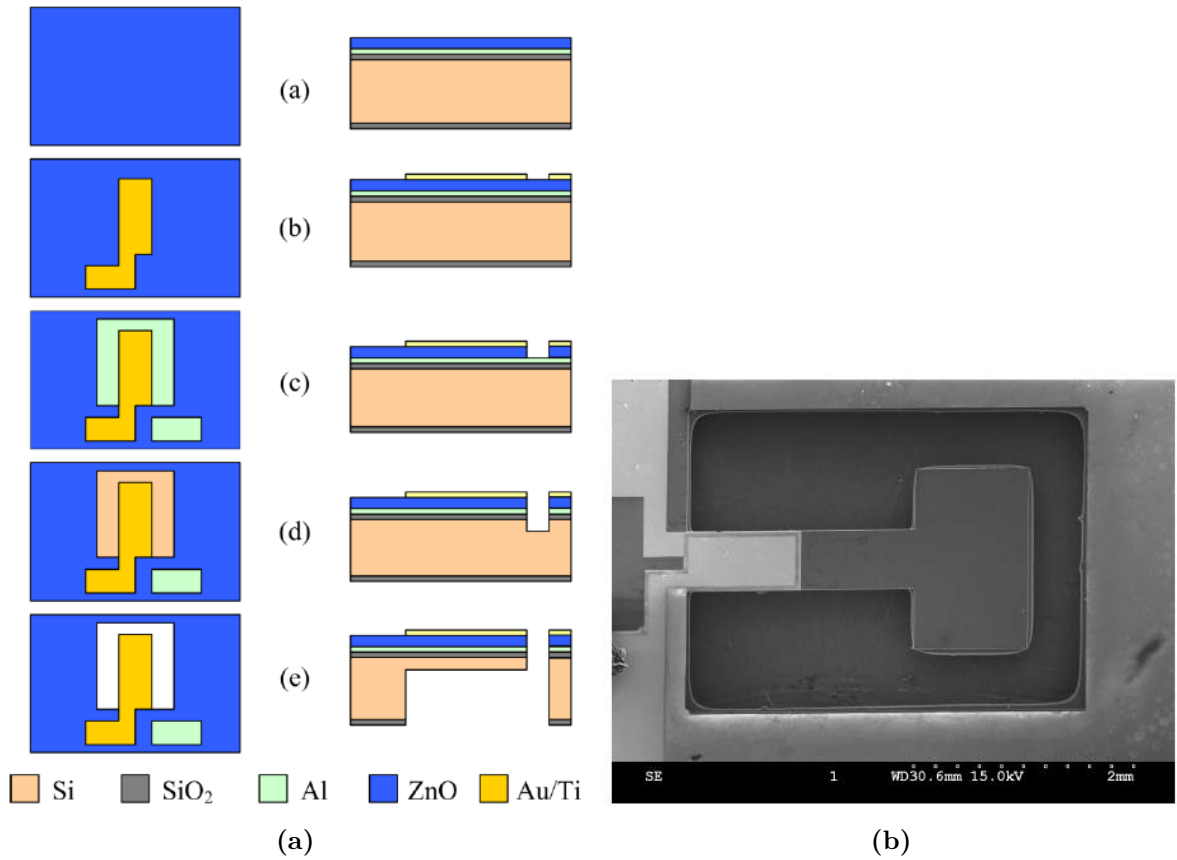 (a)
(b)
(c)
(d)
(e)
Si SiO₂ Al ZnO Au/Ti
SE 1 WD30.6mm 15.0kV 2mm
(a) (b)